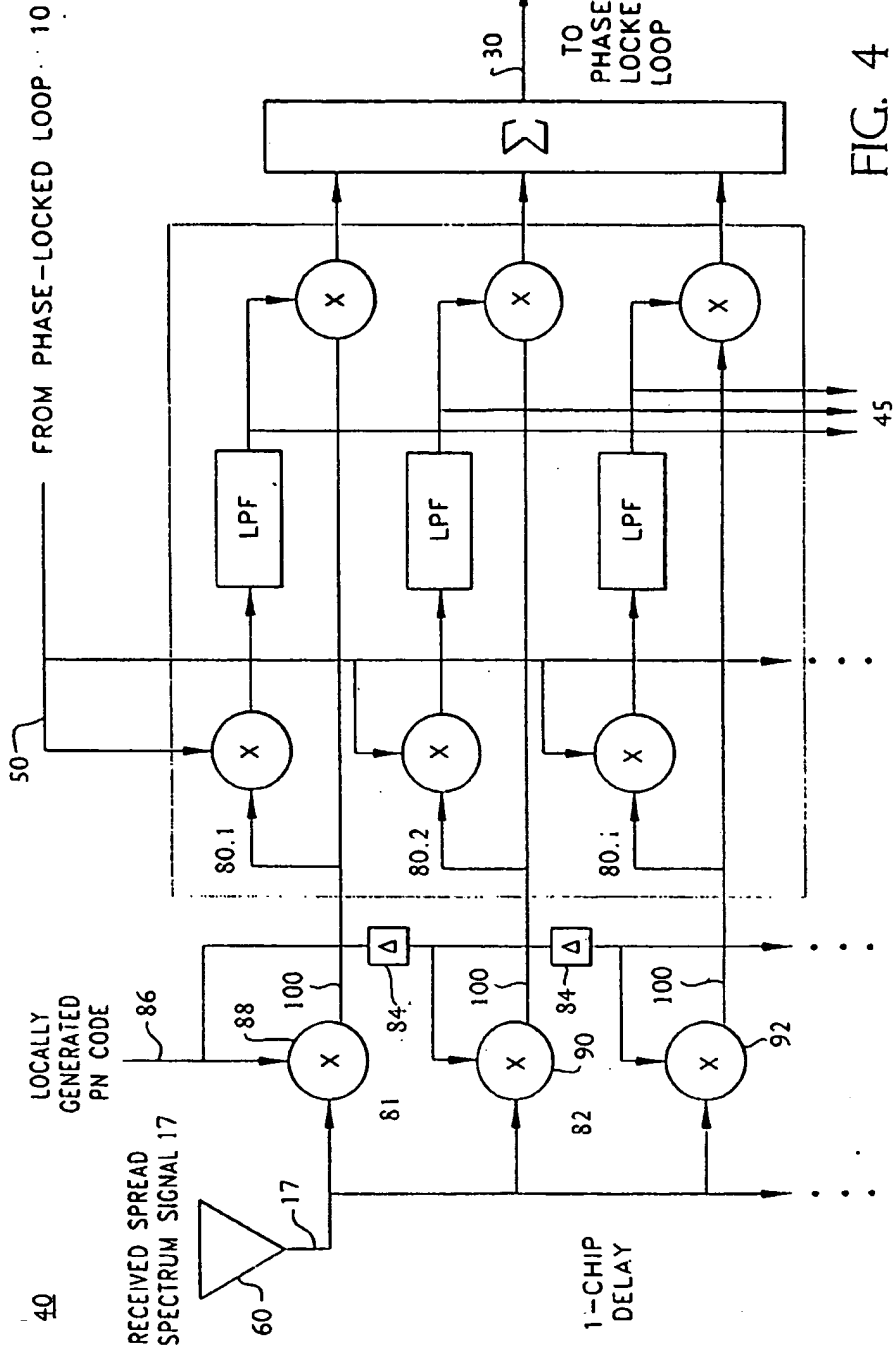 40
RECEIVED SPREAD
SPECTRUM SIGNAL 17
17
60
LOCALLY
GENERATED
PN CODE
86
88
100
81
84
Δ
1-CHIP
DELAY
82
90
100
84
Δ
92
100
X
X
X
50
FROM PHASE-LOCKED LOOP 10
80.1
80.2
80.i
X
X
X
LPF
LPF
LPF
X
X
X
45
Σ
30
TO
PHASE
LOCKE
LOOP
FIG. 4